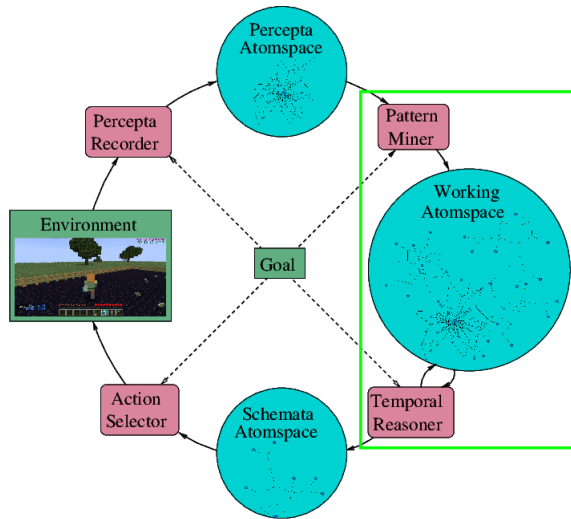 Percepta
Atomspace
Percepta
Recorder
Pattern
Miner
Working
Atomspace
Environment
Goal
Action
Selector
Schemata
Atomspace
Temporal
Reasoner